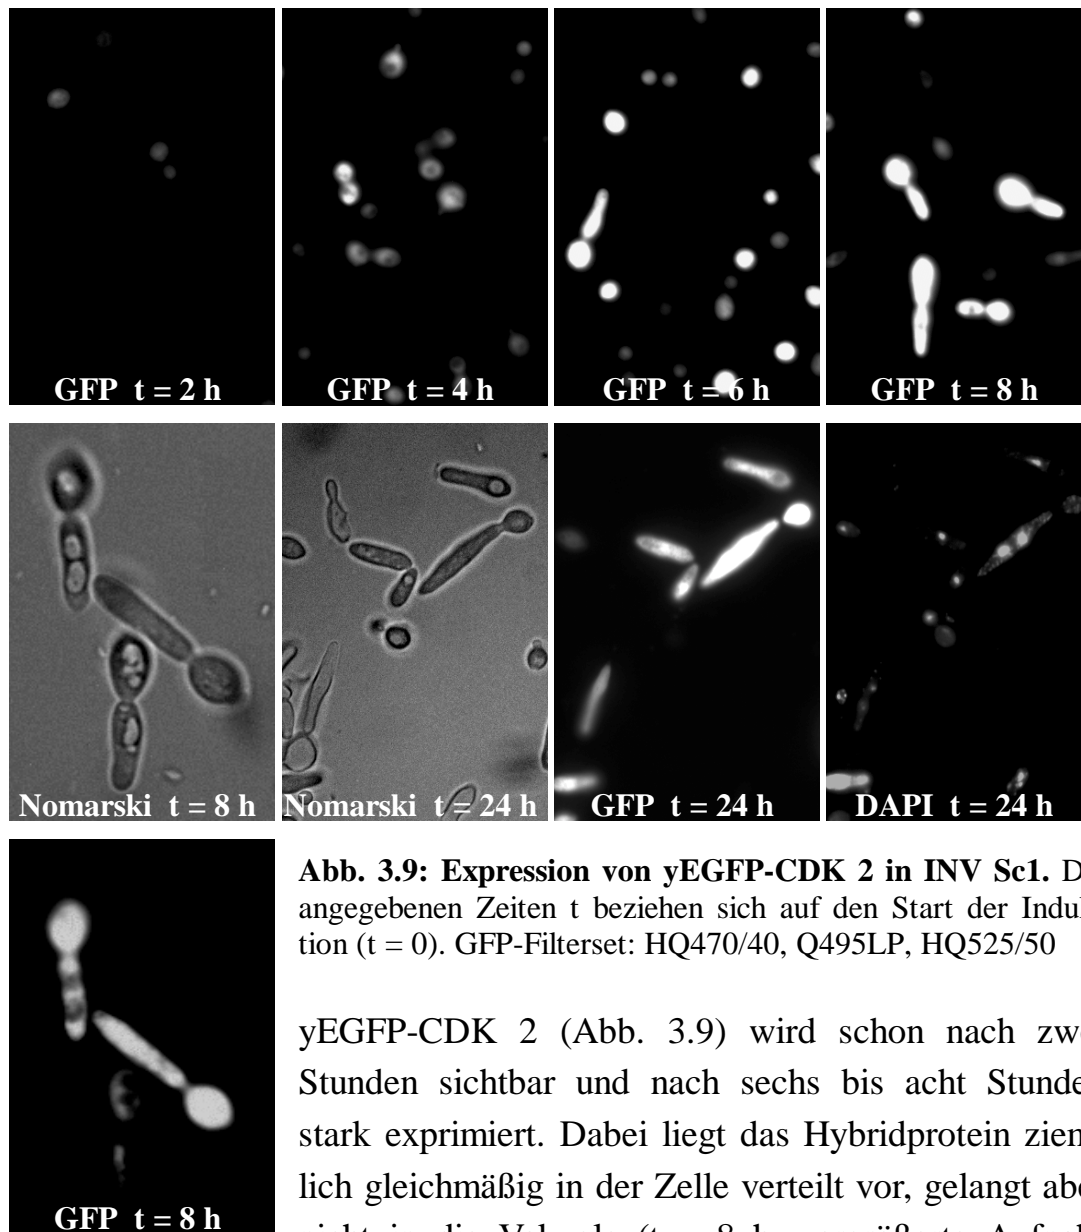 GFP t = 2 h
GFP t = 4 h
GFP t = 6 h
GFP t = 8 h
Nomarski t = 8 h
Nomarski t = 24 h
GFP t = 24 h
DAPI t = 24 h
Abb. 3.9: Expression von yEGFP-CDK 2 in INV Sc1.
angegebenen Zeiten t beziehen sich auf den Start der
tion (t = 0). GFP-Filterset: HQ470/40, Q495LP, HQ525/50
yEGFP-CDK 2 (Abb. 3.9) wird schon nach
Stunden sichtbar und nach sechs bis acht
stark exprimiert. Dabei liegt das Hybridprotein ziem
lich gleichmäßig in der Zelle verteilt vor, gelangt
GFP t = 8 h